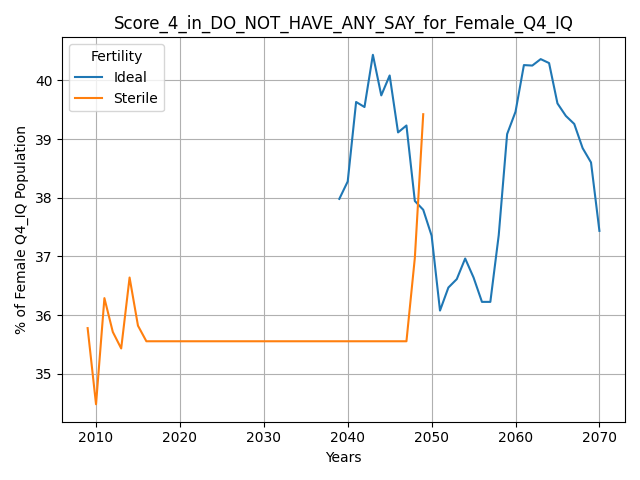 Score_4_in_DO_NOT_HAVE_ANY_SAY_for_Female_Q4_IQ
Fertility
Ideal
Sterile
% of Female Q4_IQ Population
40
39
38
37
36
35
2010 2020 2030 2040 2050 2060 2070
Years